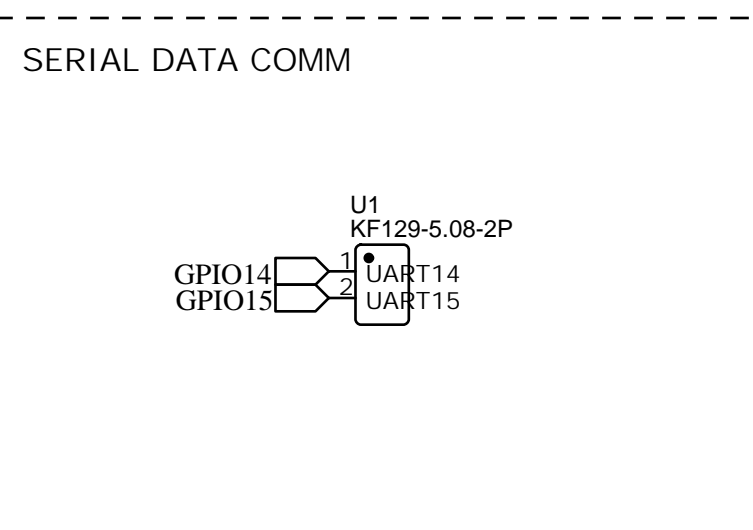 SERIAL DATA COMM
U1
KF129-5.08-2P
GPIO14 1 UART14
GPIO15 2 UART15